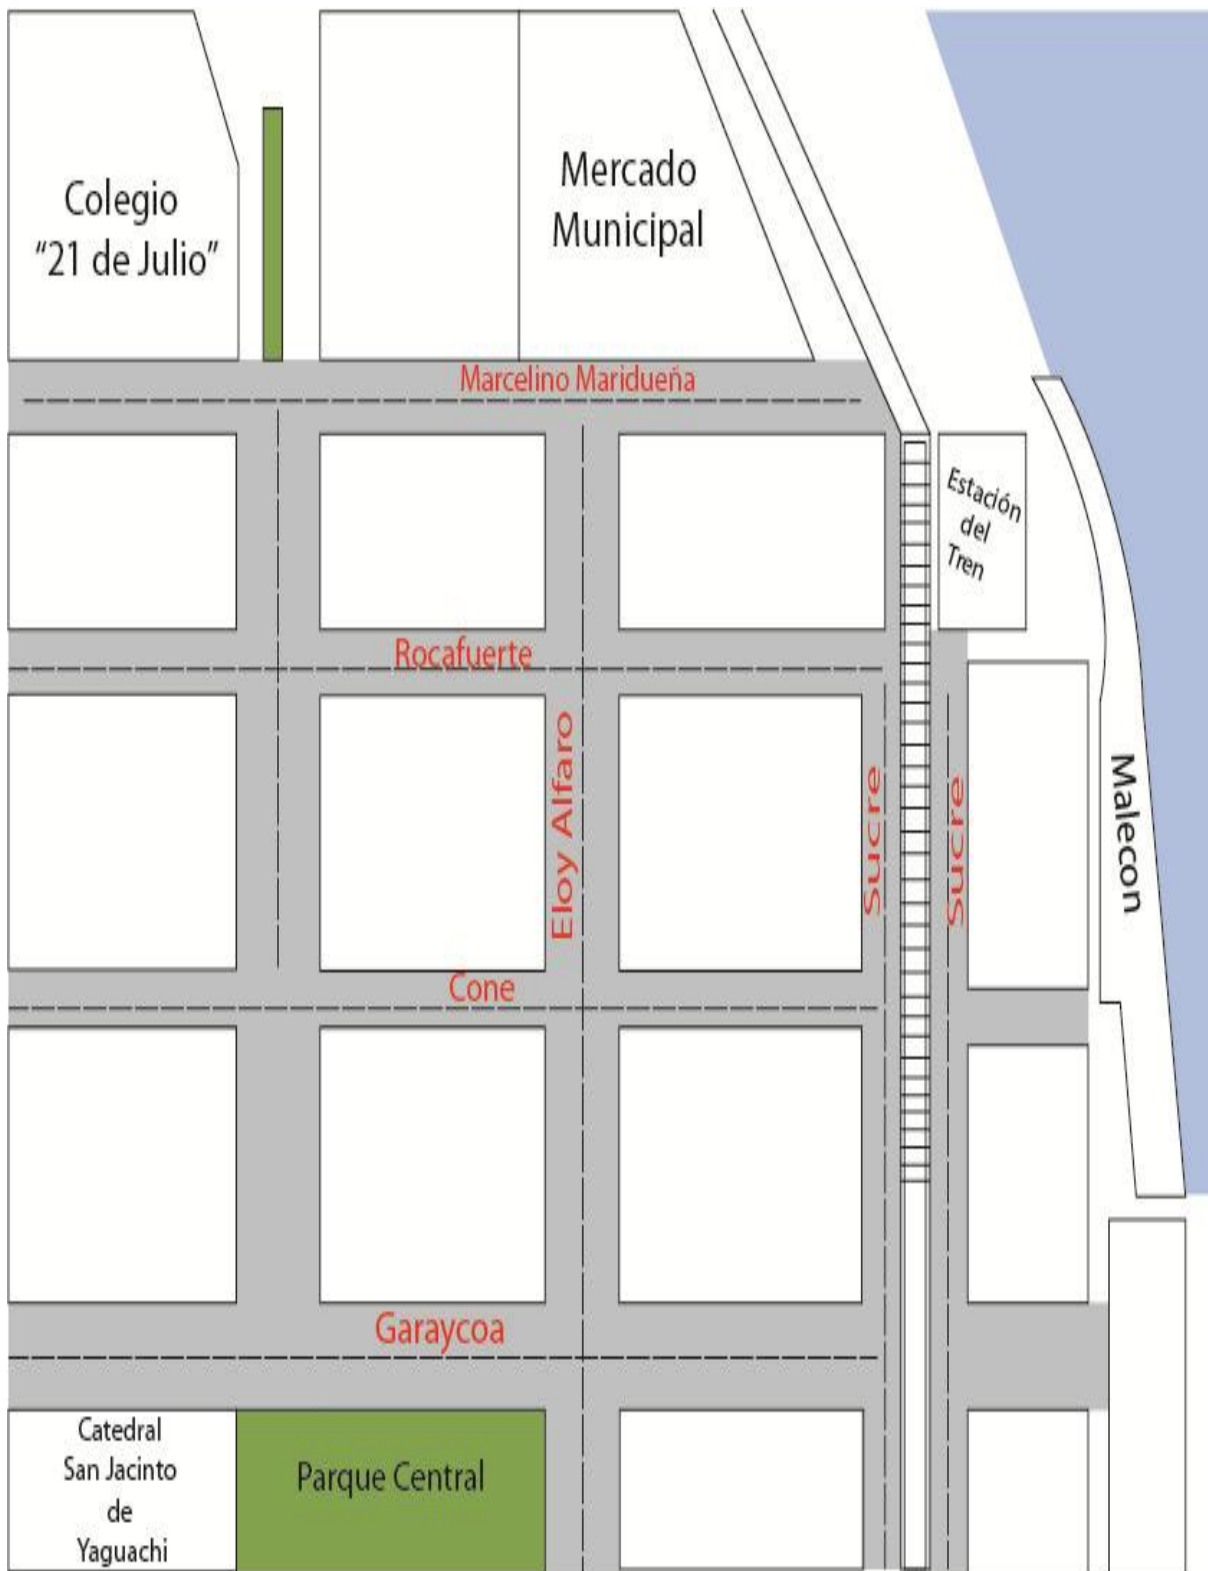 Colegio
“21 de Julio”
Mercado
Municipal
Marcelino Maridueña
Estación
del
Tren
Rocafuerte
Eloy Alfaro
Sucre
Sucre
Malecon
Cone
Garaycoa
Catedral
San Jacinto
de
Yaguachi
Parque Central